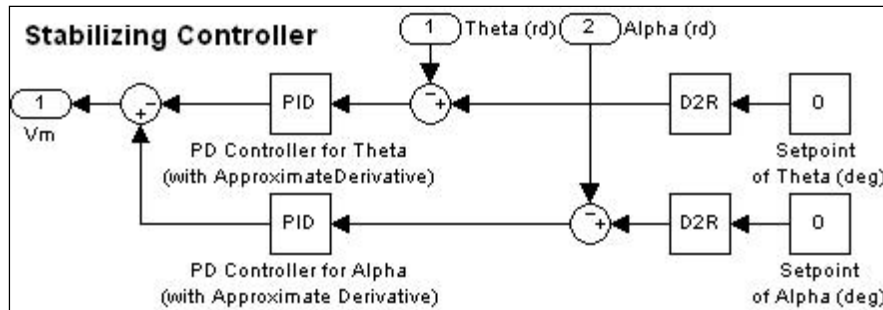 Stabilizing Controller
1
Theta (rd)
2
Alpha (rd)
1
Vm
-
+
PID
PD Controller for Theta
(with ApproximateDerivative)
-
+
D2R
0
Setpoint
of Theta (deg)
PID
PD Controller for Alpha
(with Approximate Derivative)
-
+
D2R
0
Setpoint
of Alpha (deg)